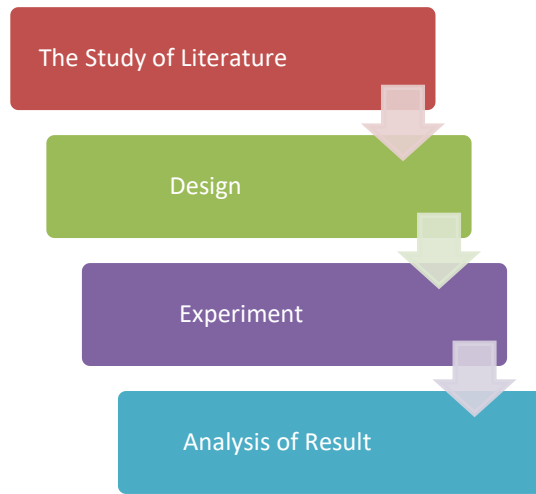 The Study of Literature
Design
Experiment
Analysis of Result